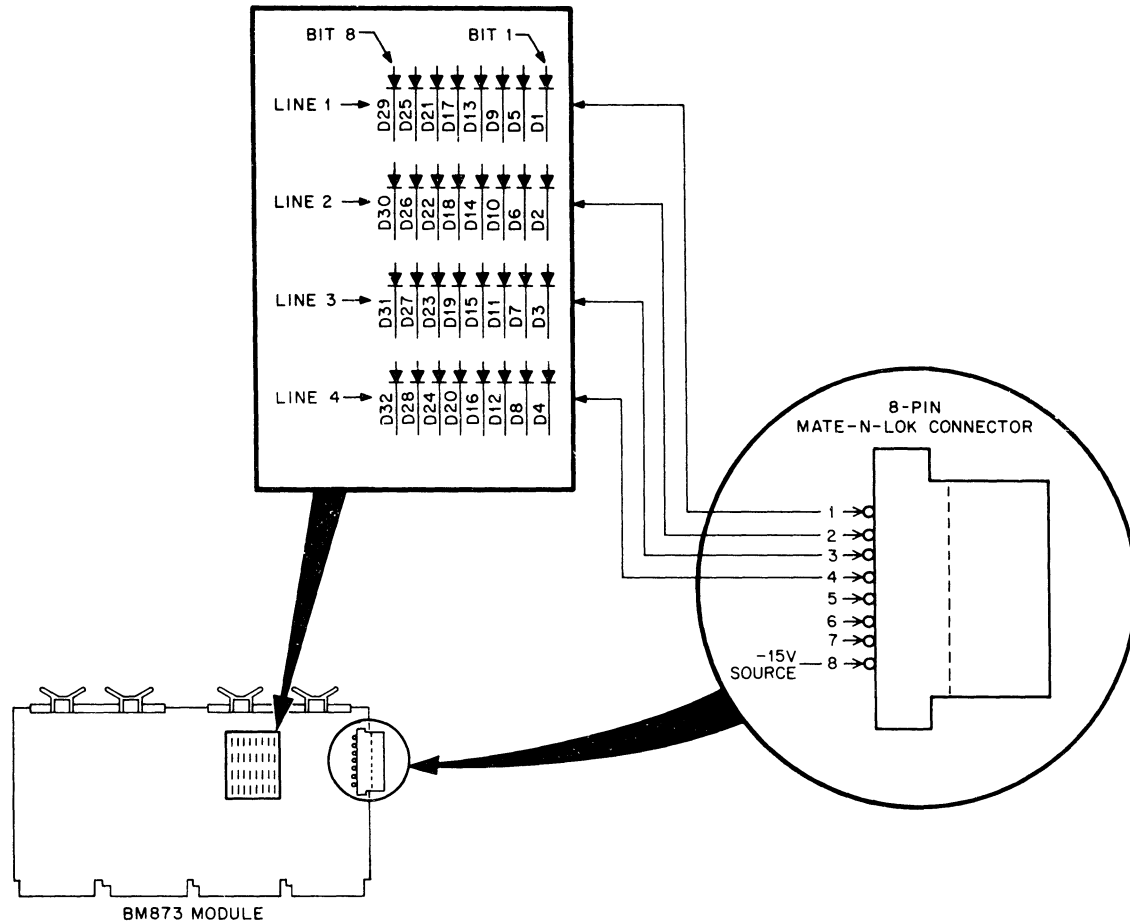 BIT 8
BIT 1
LINE 1
D29 D25 D21 D17 D13 D9 D5 D1
LINE 2
D30 D26 D22 D18 D14 D10 D6 D2
LINE 3
D31 D27 D23 D19 D15 D11 D7 D3
LINE 4
D32 D28 D24 D20 D16 D12 D8 D4
8-PIN
MATE-N-LOK CONNECTOR
1
2
3
4
5
6
7
-15V
SOURCE
8
BM873 MODULE